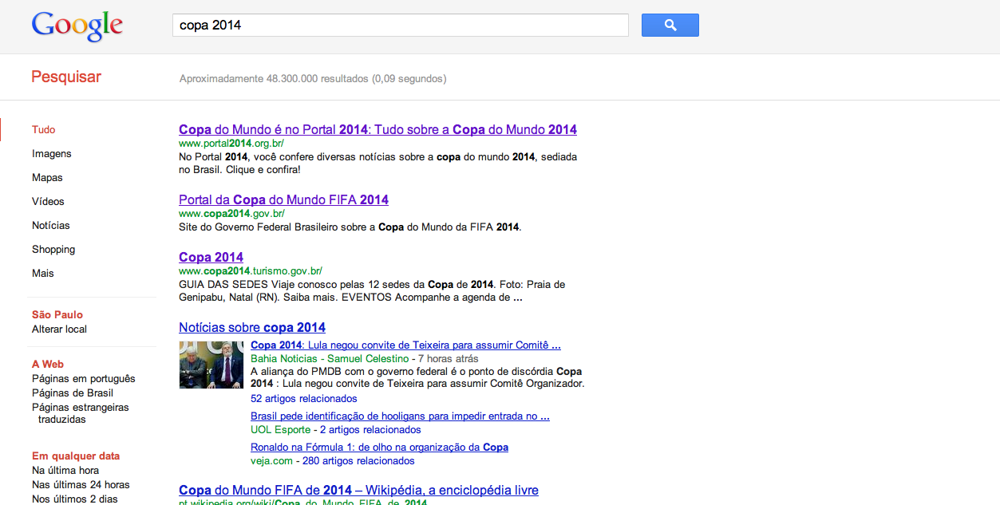 Google
copa 2014
Pesquisar
Aproximadamente 48.300.000 resultados (0,09 segundos)
Tudo
Imagens
Mapas
Vídeos
Notícias
Shopping
Mais
São Paulo
Alterar local
A Web
Páginas em português
Páginas de Brasil
Páginas estrangeiras
traduzidas
Em qualquer data
Na última hora
Nas últimas 24 horas
Nos últimos 2 dias
Copa do Mundo é no Portal 2014: Tudo sobre a Copa do Mundo 2014
www.portal2014.org.br/
No Portal 2014, você confere diversas notícias sobre a copa do mundo 2014, sediada
no Brasil. Clique e confira!
Portal da Copa do Mundo FIFA 2014
www.copa2014.gov.br/
Site do Governo Federal Brasileiro sobre a Copa do Mundo da FIFA 2014.
Copa 2014
www.copa2014.turismo.gov.br/
GUIA DAS SEDES Viaje conosco pelas 12 sedes da Copa de 2014. Foto: Praia de
Genipabu, Natal (RN). Saiba mais. EVENTOS Acompanhe a agenda de ...
Notícias sobre copa 2014
Copa 2014: Lula negou convite de Teixeira para assumir Comitê ...
Bahia Noticias - Samuel Celestino - 7 horas atrás
A aliança do PMDB com o governo federal é o ponto de discórdia Copa
2014 : Lula negou convite de Teixeira para assumir Comitê Organizador.
52 artigos relacionados
Brasil pede identificação de hooligans para impedir entrada no ...
UOL Esporte - 2 artigos relacionados
Ronaldo na Fórmula 1: de olho na organização da Copa
veja.com - 280 artigos relacionados
Copa do Mundo FIFA de 2014 – Wikipédia, a enciclopédia livre
pt.wikipedia.org/wiki/Copa_do_Mundo_FIFA_de_2014